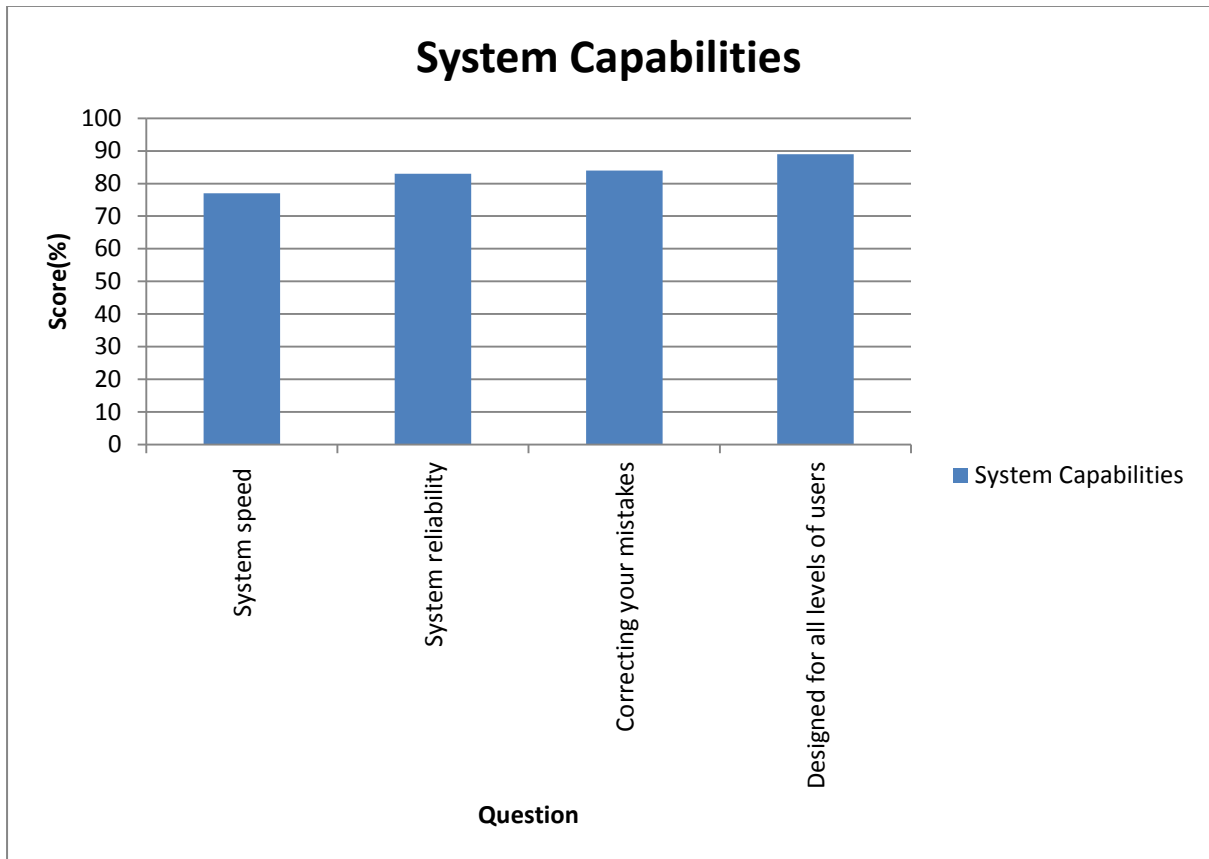 System Capabilities
Score(%)
100
90
80
70
60
50
40
30
20
10
0
System speed
System reliability
Correcting your mistakes
Designed for all levels of users
Question
System Capabilities